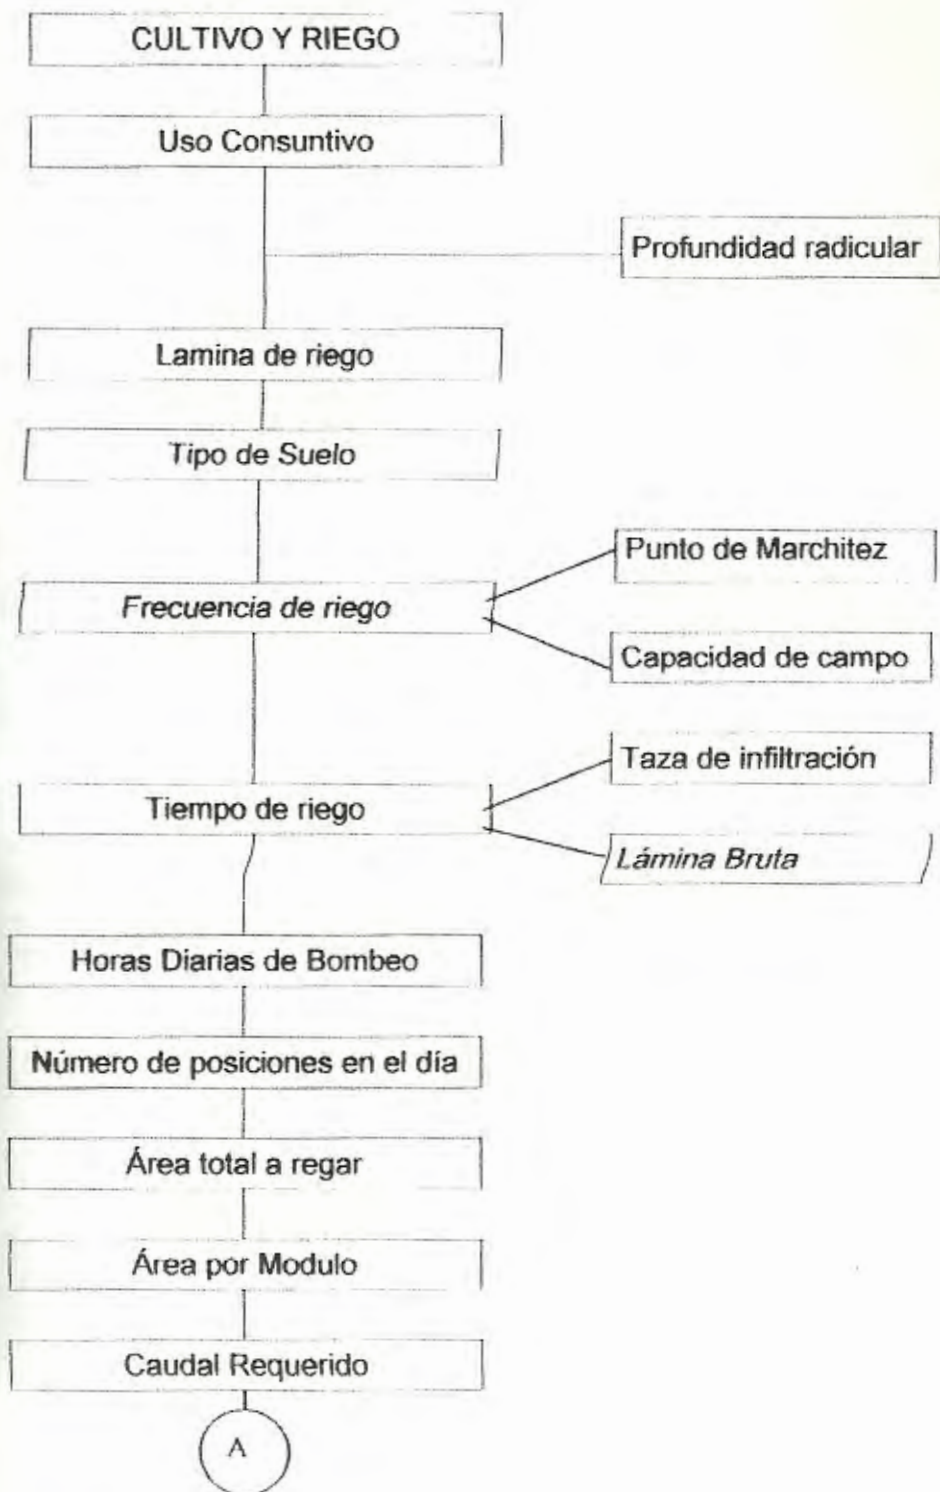 CULTIVO Y RIEGO
Uso Consuntivo
Profundidad radicular
Lamina de riego
Tipo de Suelo
Punto de Marchitez
Frecuencia de riego
Capacidad de campo
Taza de infiltración
Tiempo de riego
Lámina Bruta
Horas Diarias de Bombeo
Número de posiciones en el día
Área total a regar
Área por Modulo
Caudal Requerido
A